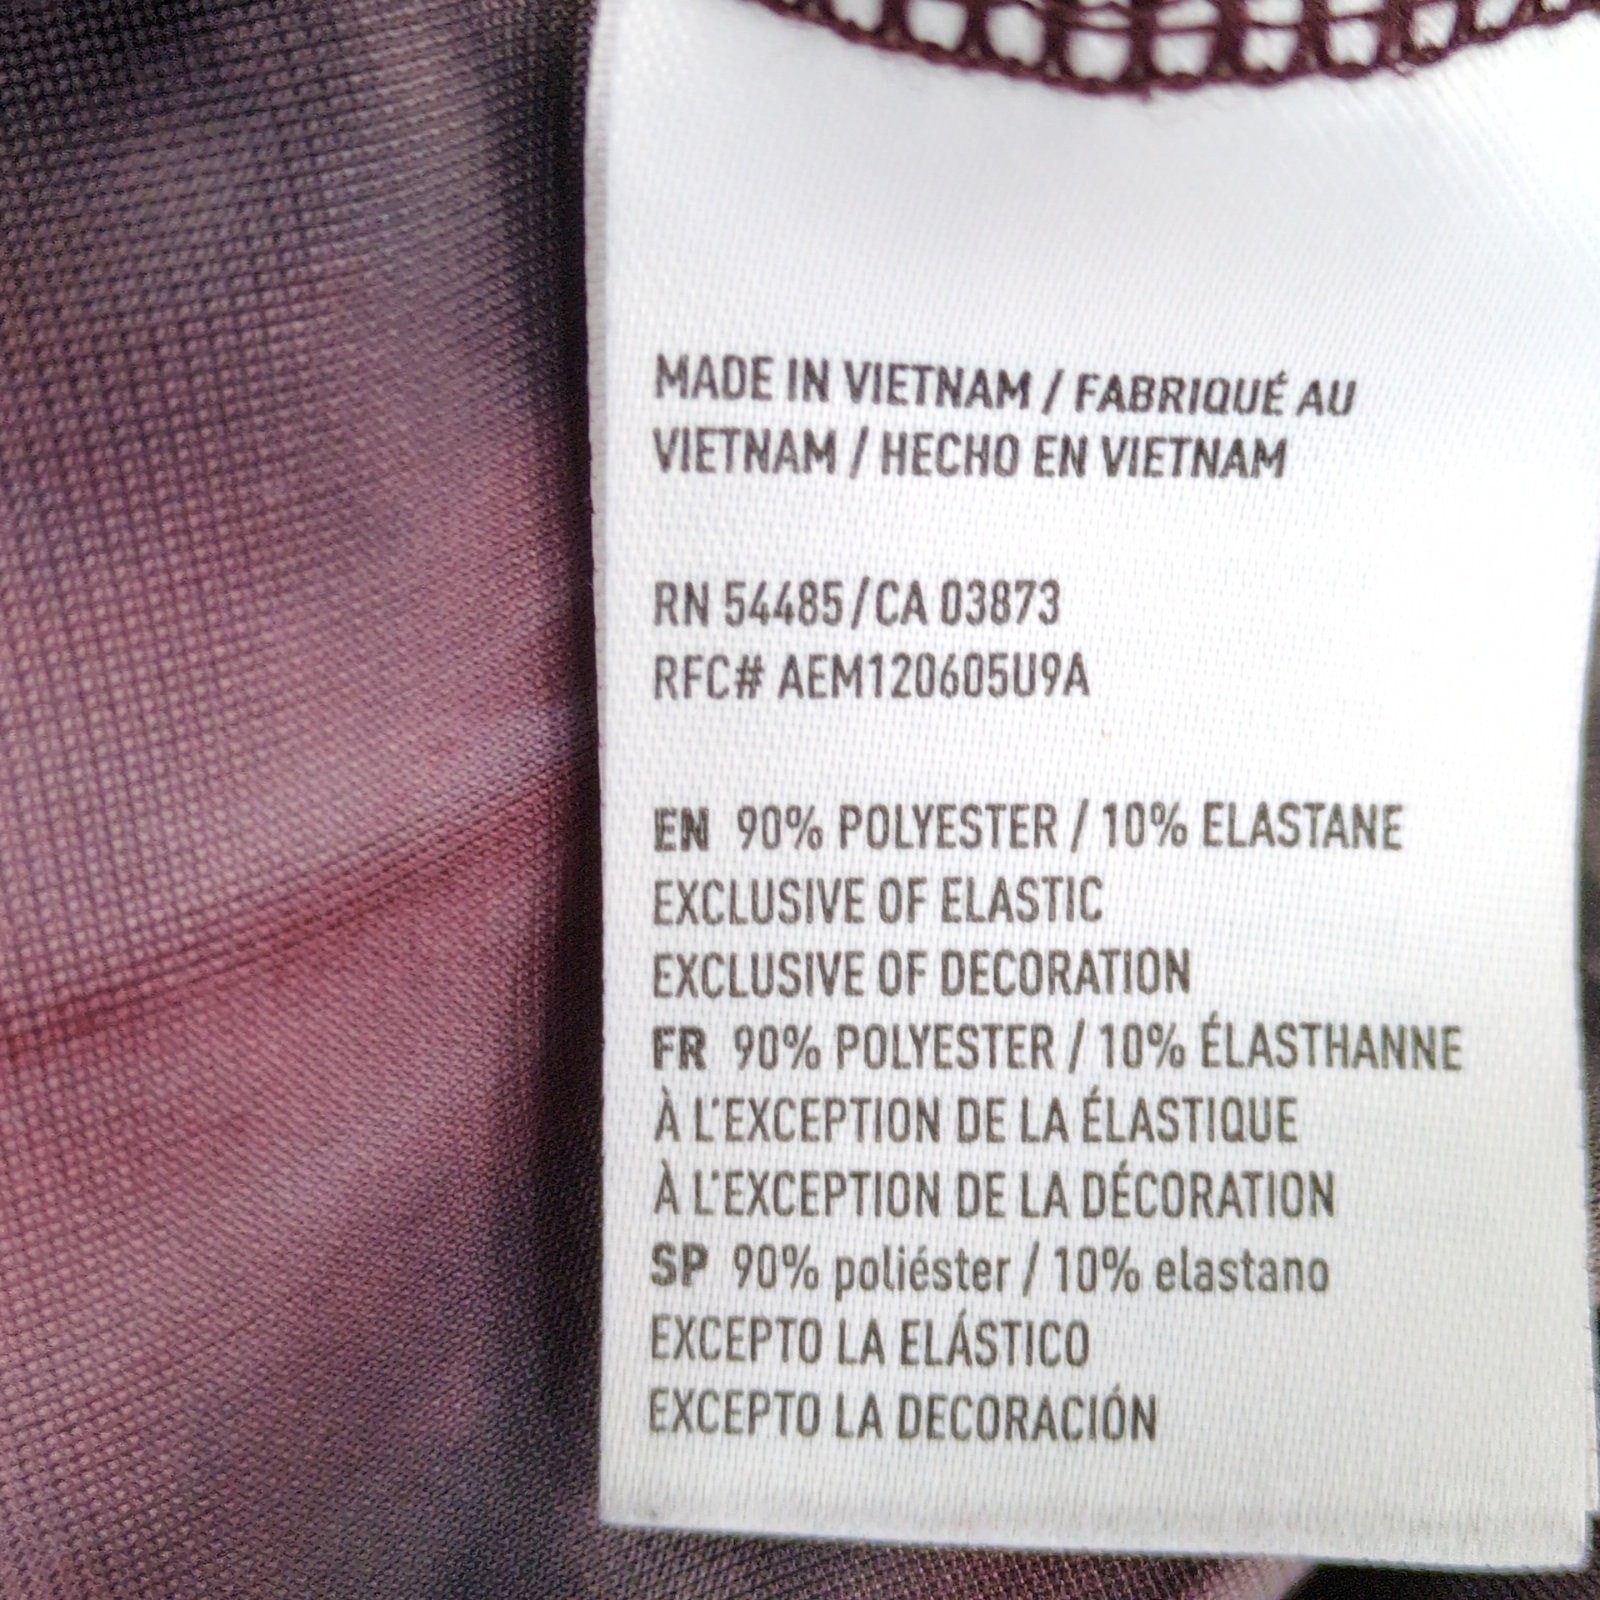 MADE IN VIETNAM / FABRIQUÉ AU
VIETNAM / HECHO EN VIETNAM
RN 54485/CA 03873
RFC# AEM120605U9A
EN 90% POLYESTER / 10% ELASTANE
EXCLUSIVE OF ELASTIC
EXCLUSIVE OF DECORATION
FR 90% POLYESTER / 10% ÉLASTHANNE
À L'EXCEPTION DE LA ÉLASTIQUE
À L'EXCEPTION DE LA DÉCORATION
SP 90% poliéster / 10% elastano
EXCEPTO LA ELÁSTICO
EXCEPTO LA DECORACIÓN